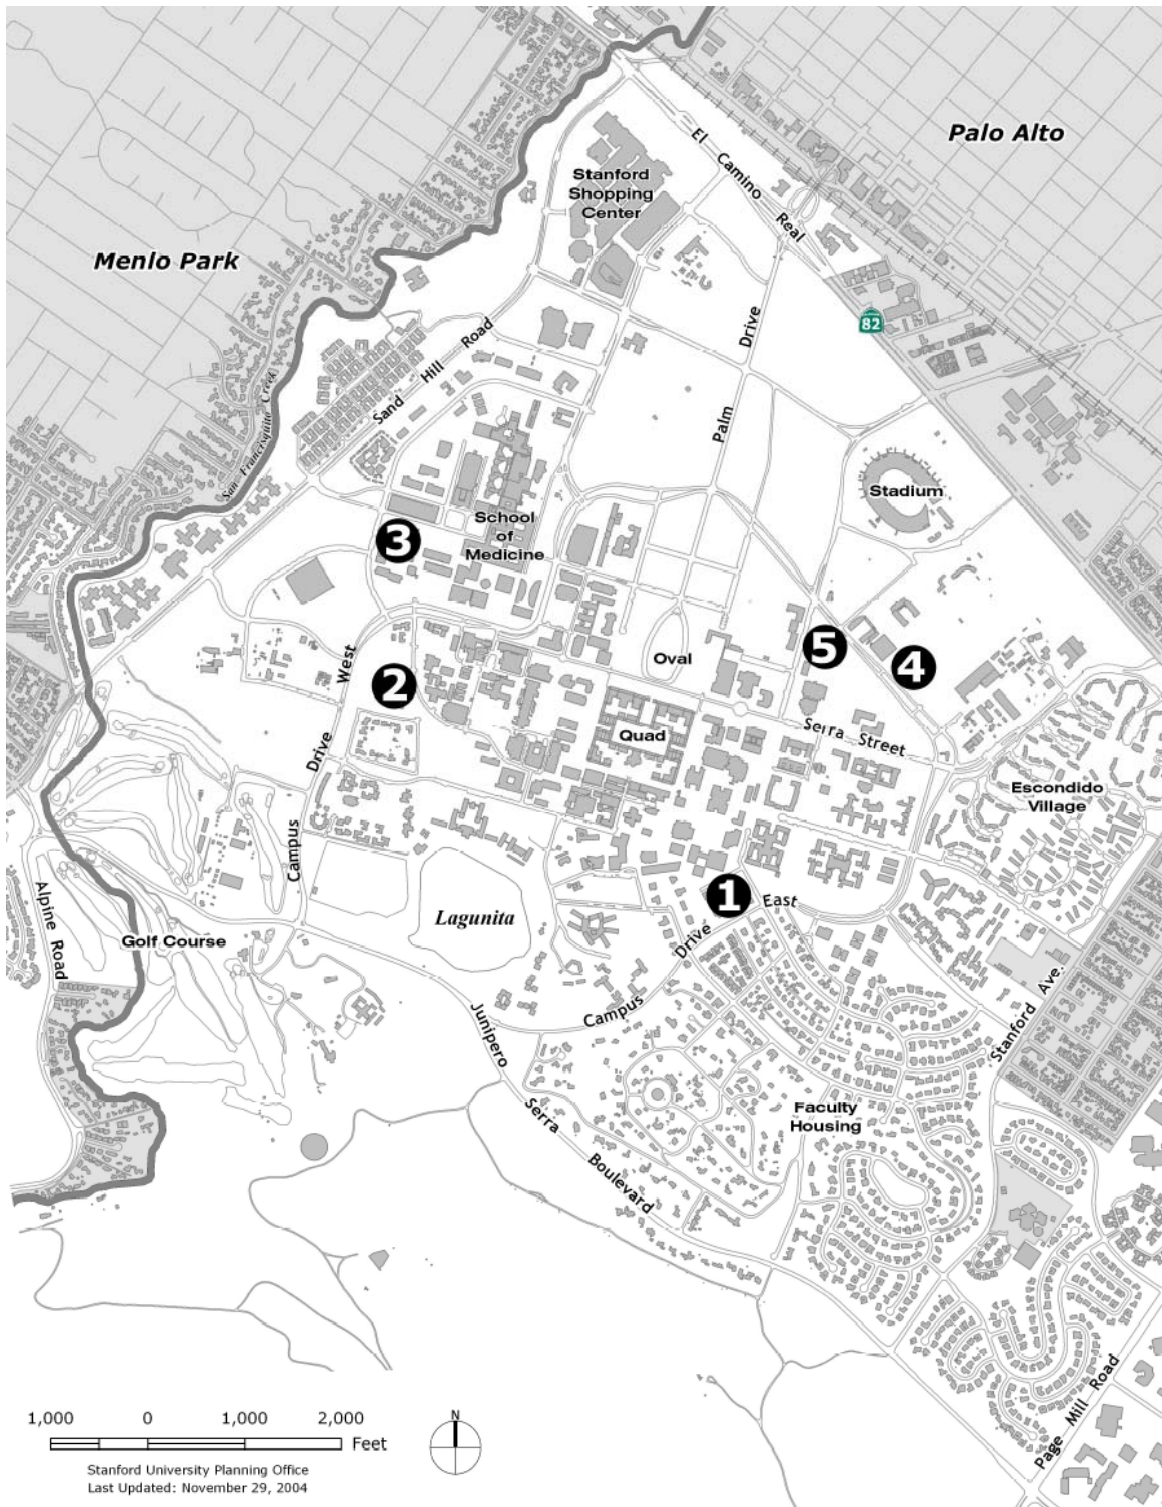 Palo Alto
El Camino Real
Stanford
Shopping
Center
Menlo Park
82
Palm Drive
Sand Hill Road
San Francisquito Creek
Stadium
School
of
Medicine
3
5
4
Oval
2
Campus Drive West
Quad
Serra Street
Escondido
Village
1
Campus Drive East
Lagunita
Alpine Road
Golf Course
Stanford Ave.
Junipero Serra Boulevard
Faculty
Housing
Page Mill Road
1,000 0 1,000 2,000
Feet
N
Stanford University Planning Office
Last Updated: November 29, 2004